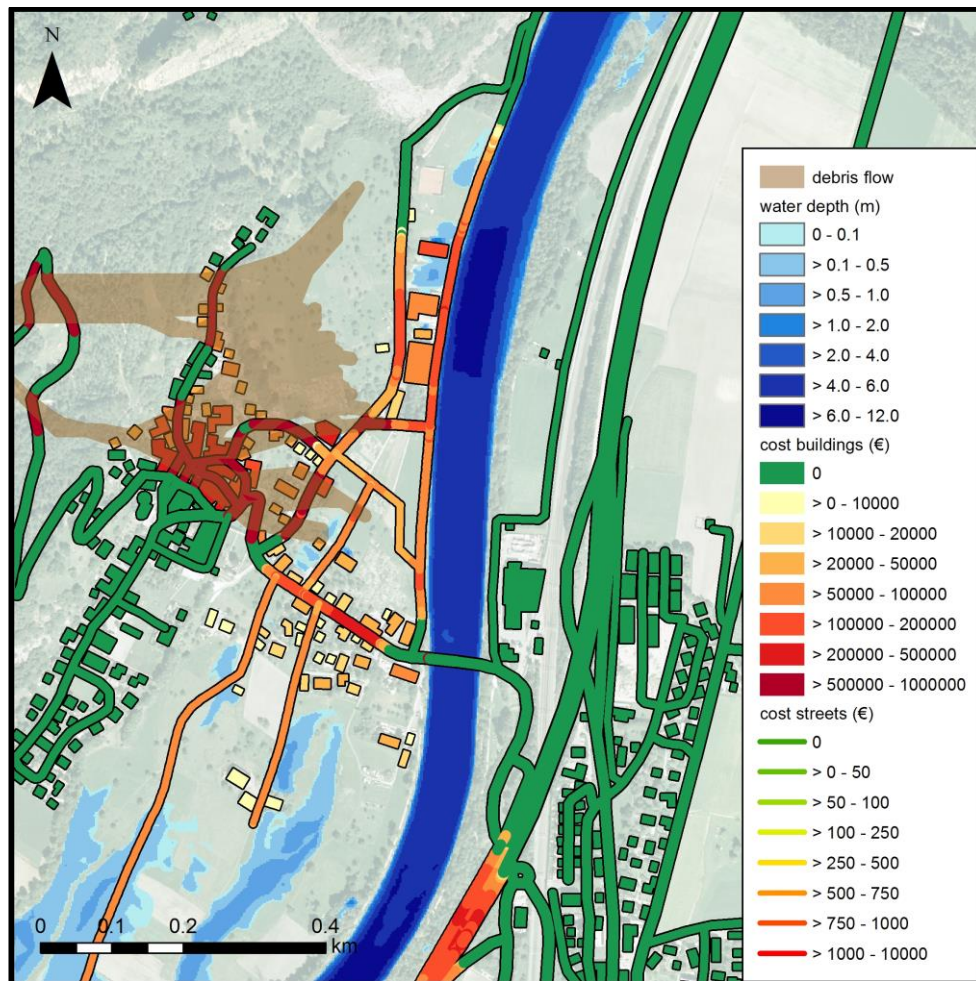 N
debris flow
water depth (m)
0 - 0.1
> 0.1 - 0.5
> 0.5 - 1.0
> 1.0 - 2.0
> 2.0 - 4.0
> 4.0 - 6.0
> 6.0 - 12.0
cost buildings (€)
0
> 0 - 10000
> 10000 - 20000
> 20000 - 50000
> 50000 - 100000
> 100000 - 200000
> 200000 - 500000
> 500000 - 1000000
cost streets (€)
0
> 0 - 50
> 50 - 100
> 100 - 250
> 250 - 500
> 500 - 750
> 750 - 1000
> 1000 - 10000
0 0.1 0.2 0.4
km